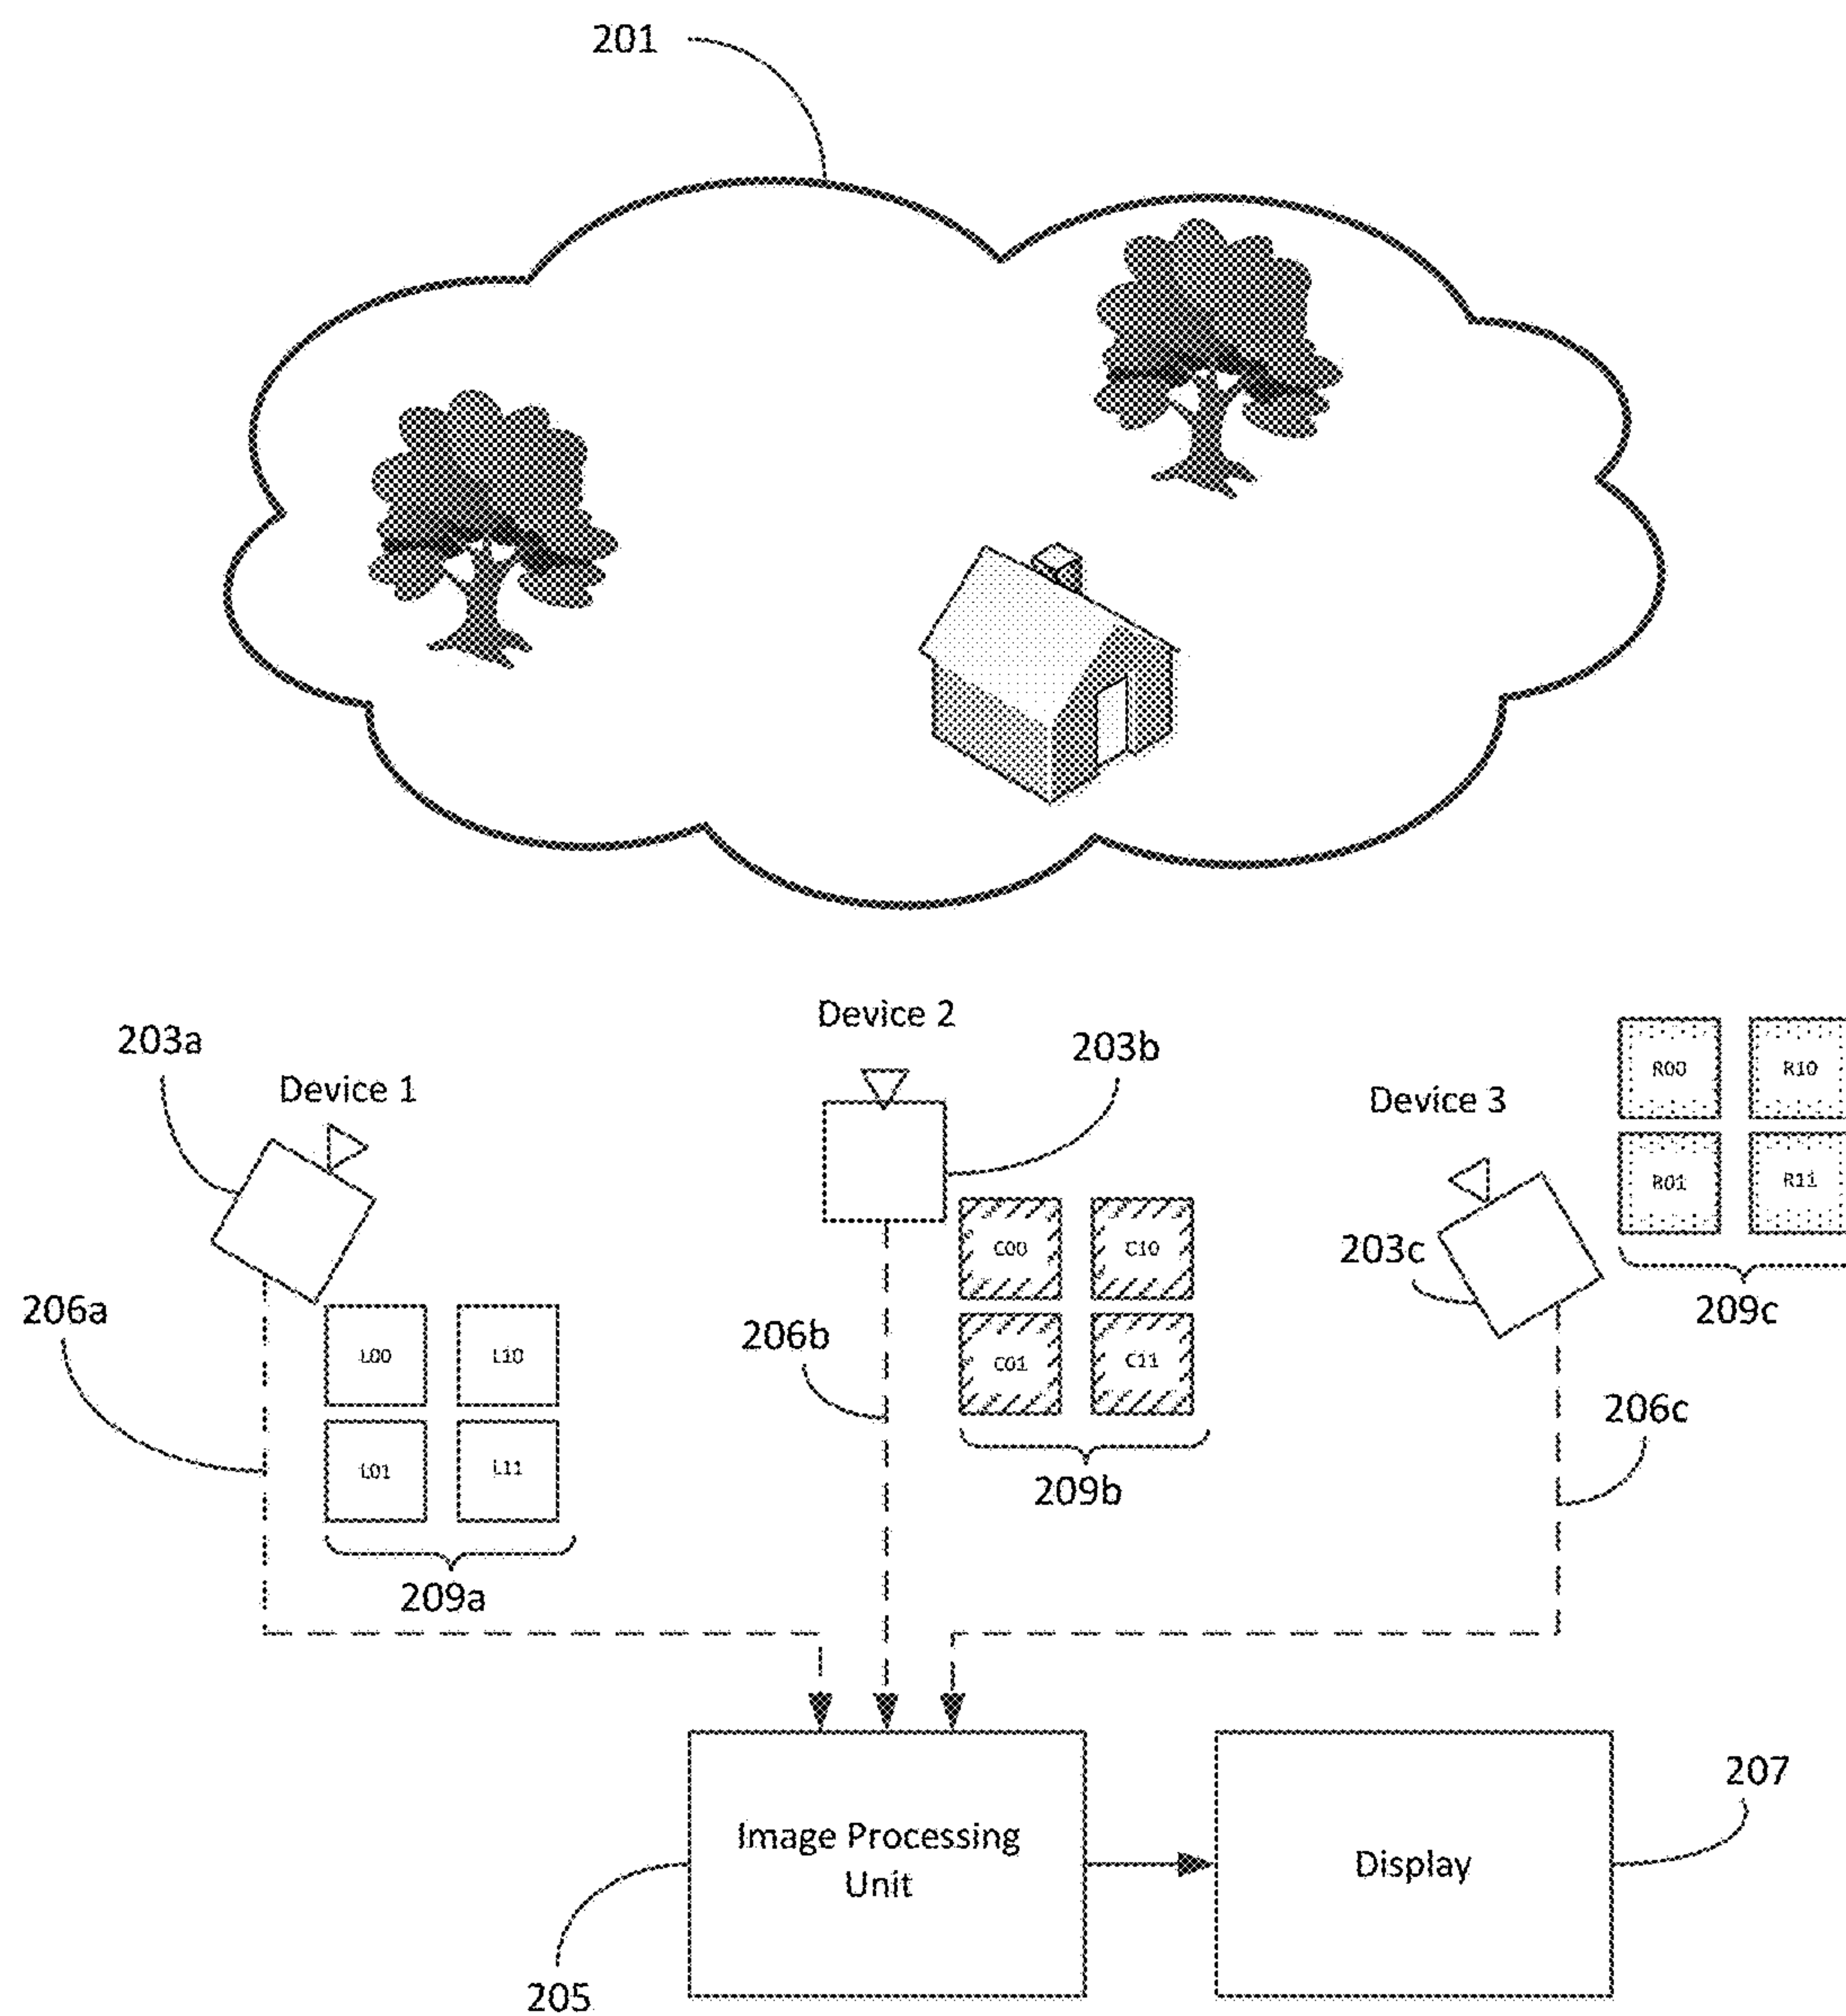 201
Device 2
203a
203b
Device 1
Device 3
R00
R10
R01
R11
203c
C00
C10
209c
206a
206b
L00
L10
C01
C11
206c
L01
L11
209b
209a
207
Image Processing
Unit
Display
205